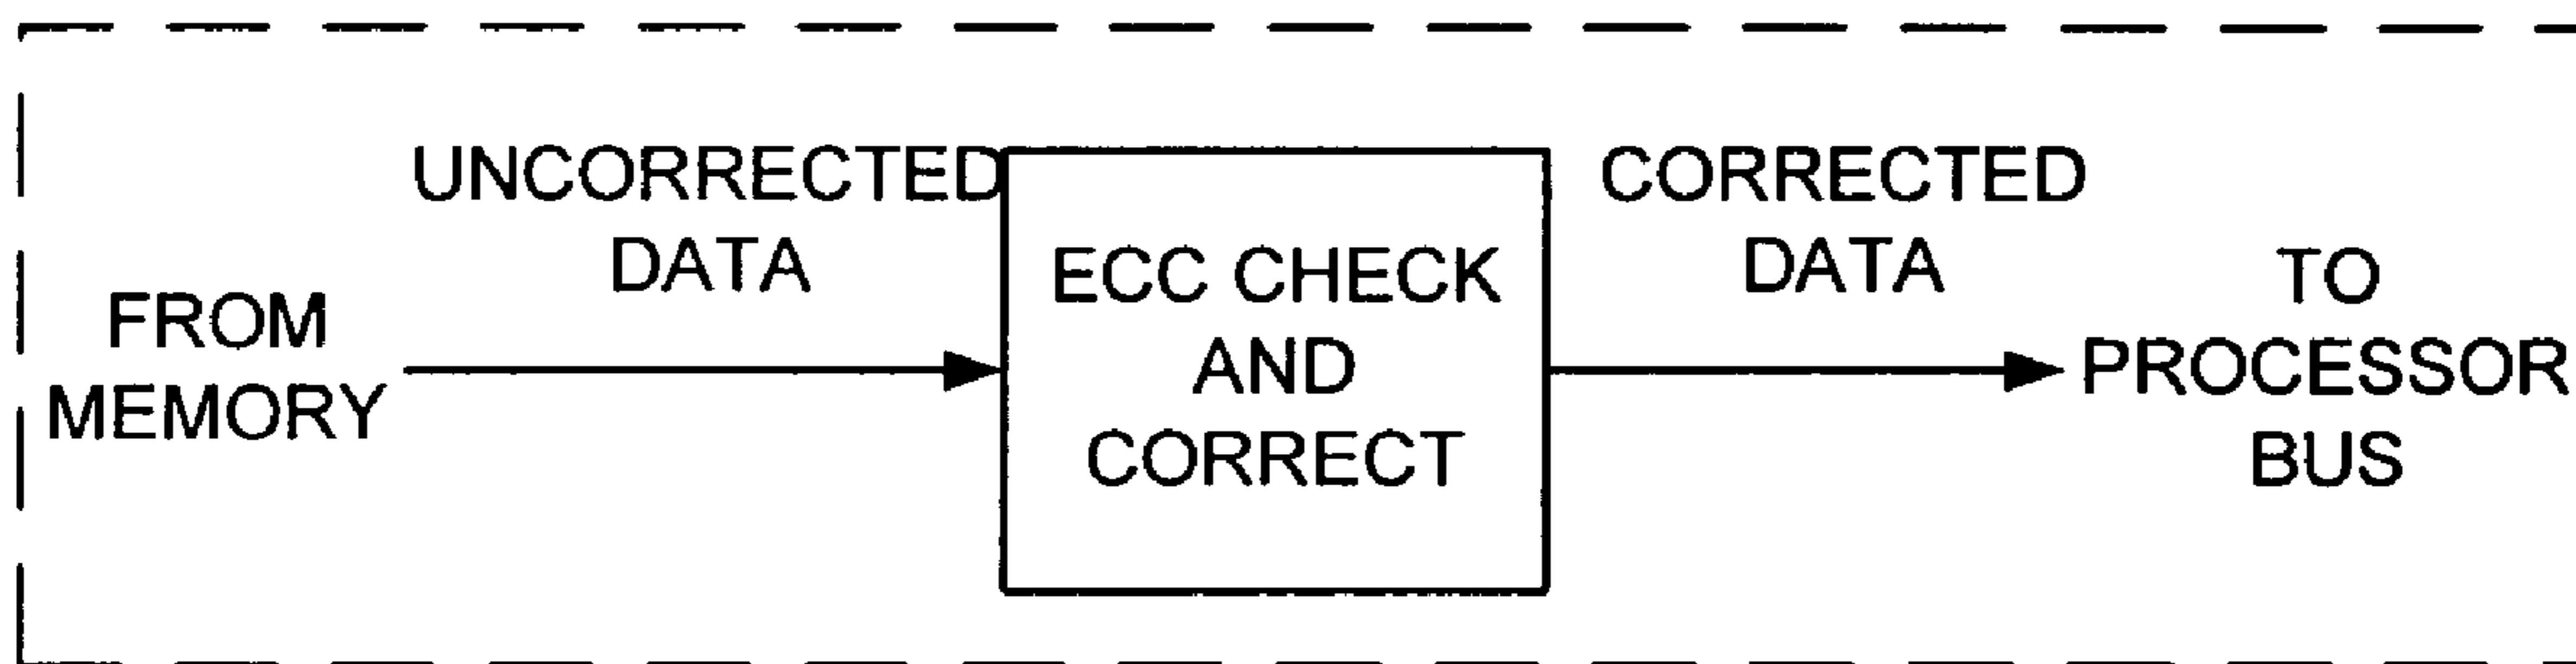 FROM
MEMORY
UNCORRECTED
DATA
ECC CHECK
AND
CORRECT
CORRECTED
DATA
TO
PROCESSOR
BUS